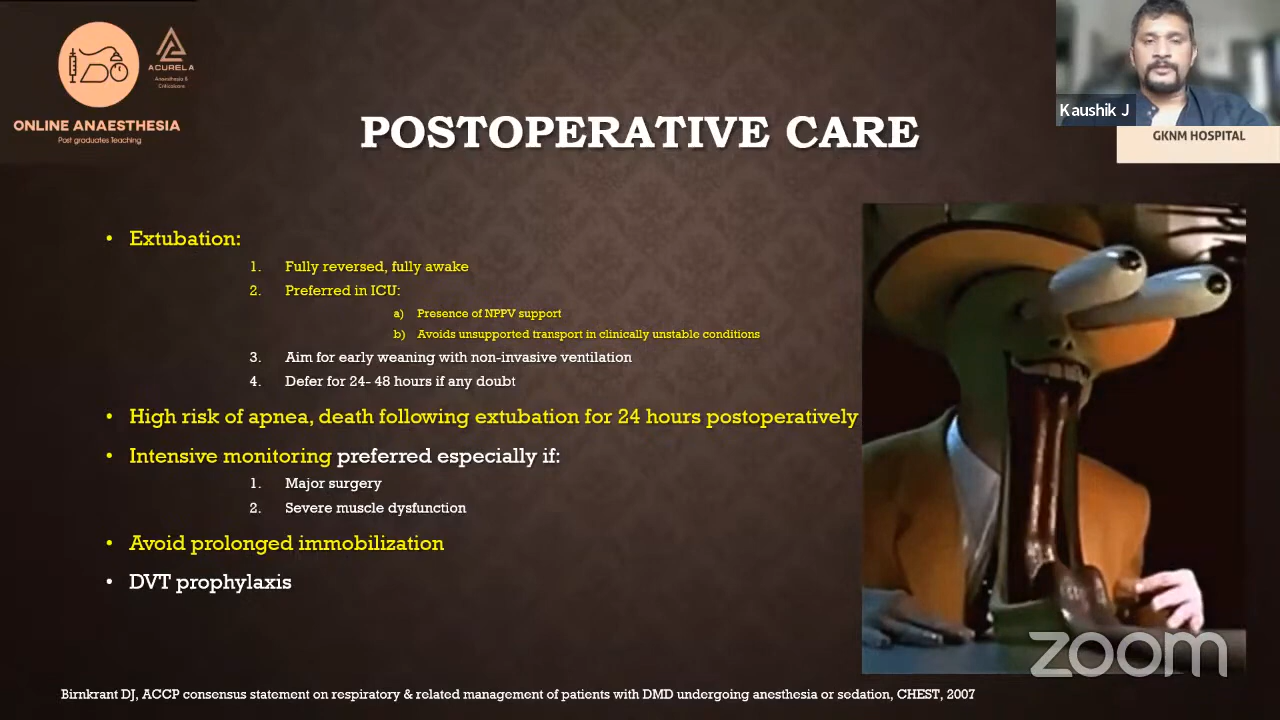 ACURELA
Anaesthesia &
Criticalcare
ONLINE ANAESTHESIA
Post graduates Teaching
Kaushik J
GKNM HOSPITAL
POSTOPERATIVE CARE
• Extubation:
1. Fully reversed, fully awake
2. Preferred in ICU:
a) Presence of NPPV support
b) Avoids unsupported transport in clinically unstable conditions
3. Aim for early weaning with non-invasive ventilation
4. Defer for 24- 48 hours if any doubt
• High risk of apnea, death following extubation for 24 hours postoperatively
• Intensive monitoring preferred especially if:
1. Major surgery
2. Severe muscle dysfunction
• Avoid prolonged immobilization
• DVT prophylaxis
zoom
Birnkrant DJ, ACCP consensus statement on respiratory & related management of patients with DMD undergoing anesthesia or sedation, CHEST, 2007